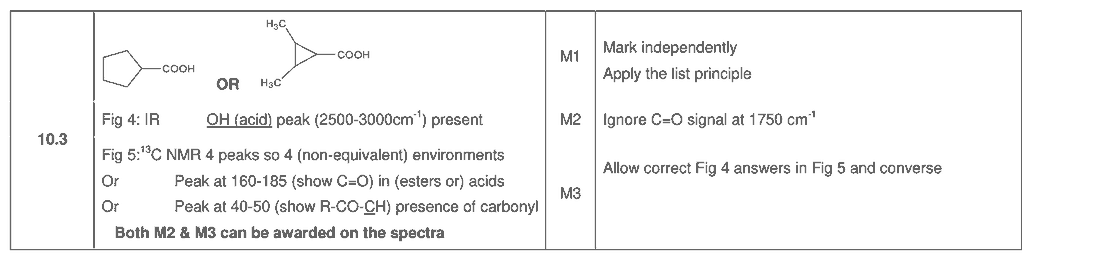 10.3
H₃C
COOH
OR
COOH
H₃C
Fig 4: IR OH (acid) peak (2500-3000cm⁻¹) present
Fig 5:¹³C NMR 4 peaks so 4 (non-equivalent) environments
Or Peak at 160-185 (show C=O) in (esters or) acids
Or Peak at 40-50 (show R-CO-CH) presence of carbonyl
Both M2 & M3 can be awarded on the spectra
M1
M2
M3
Mark independently
Apply the list principle
Ignore C=O signal at 1750 cm⁻¹
Allow correct Fig 4 answers in Fig 5 and converse